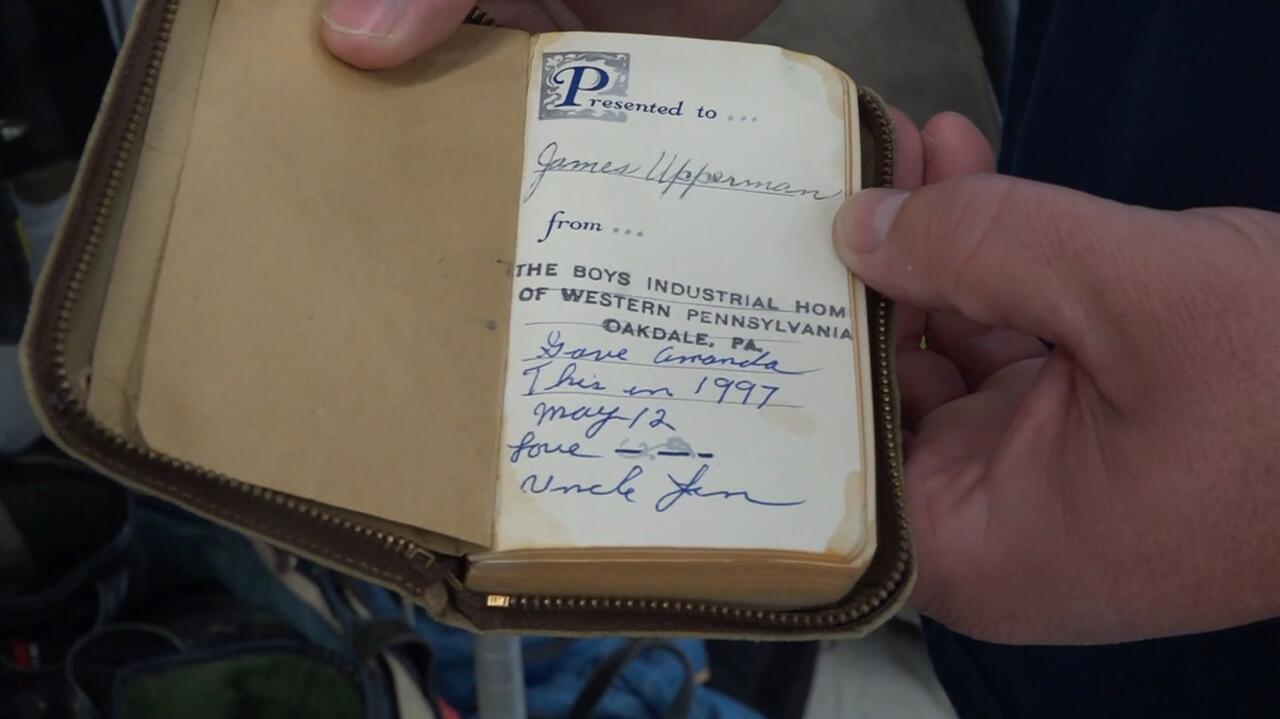 Presented to ...
James Upperman
from ...
THE BOYS INDUSTRIAL HOM
OF WESTERN PENNSYLVANIA
OAKDALE, PA.
Gave Amanda
This in 1997
May 12
Love
Uncle Jim